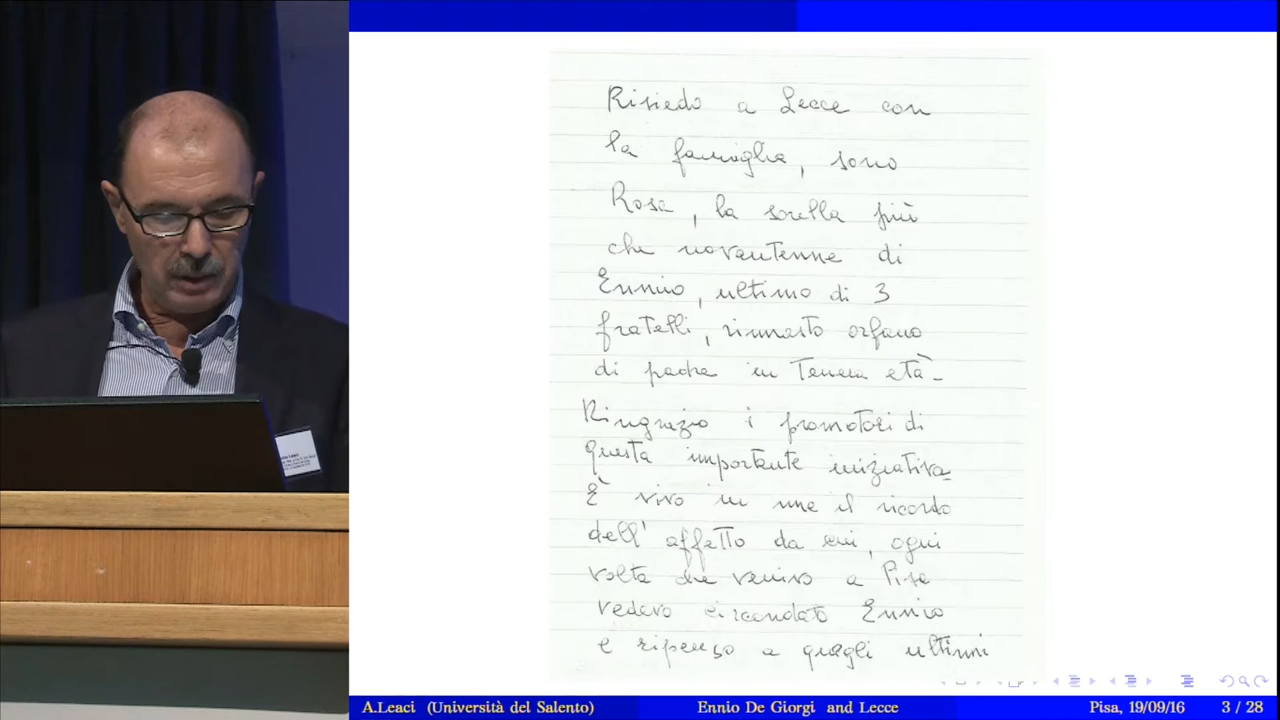 Risiedo a Lecce con
la famiglia, sono
Rosa, la sorella più
che novantenne di
Ennio, ultimo di 3
fratelli, rimasto orfano
di padre in tenera età-
Ringrazio i promotori di
questa importante iniziativa-
È vivo in me il ricordo
dell'affetto da cui, ogni
volta che venivo a Pisa
vedevo circondato Ennio
e ripenso a quegli ultimi
A.Leaci (Università del Salento) Ennio De Giorgi and Lecce Pisa, 19/09/16 3 / 28